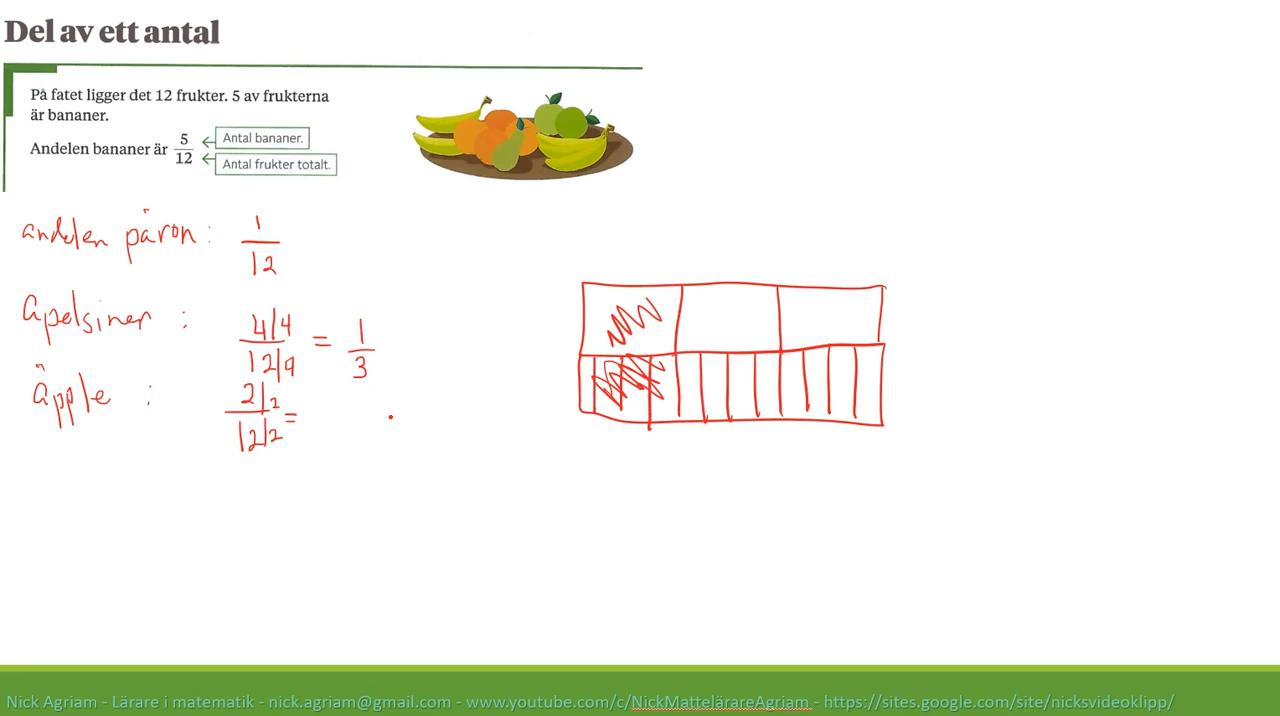 Del av ett antal
På fatet ligger det 12 frukter. 5 av frukterna
är bananer.
Andelen bananer är 5/12
Antal bananer.
Antal frukter totalt.
andelen päron: 1/12
Apelsiner : 4/4 / 12/4 = 1/3
Äpple : 2/2 / 12/2 =
Nick Agriam - Lärare i matematik - nick.agriam@gmail.com - www.youtube.com/c/NickMattelärareAgriam - https://sites.google.com/site/nicksvideoklipp/